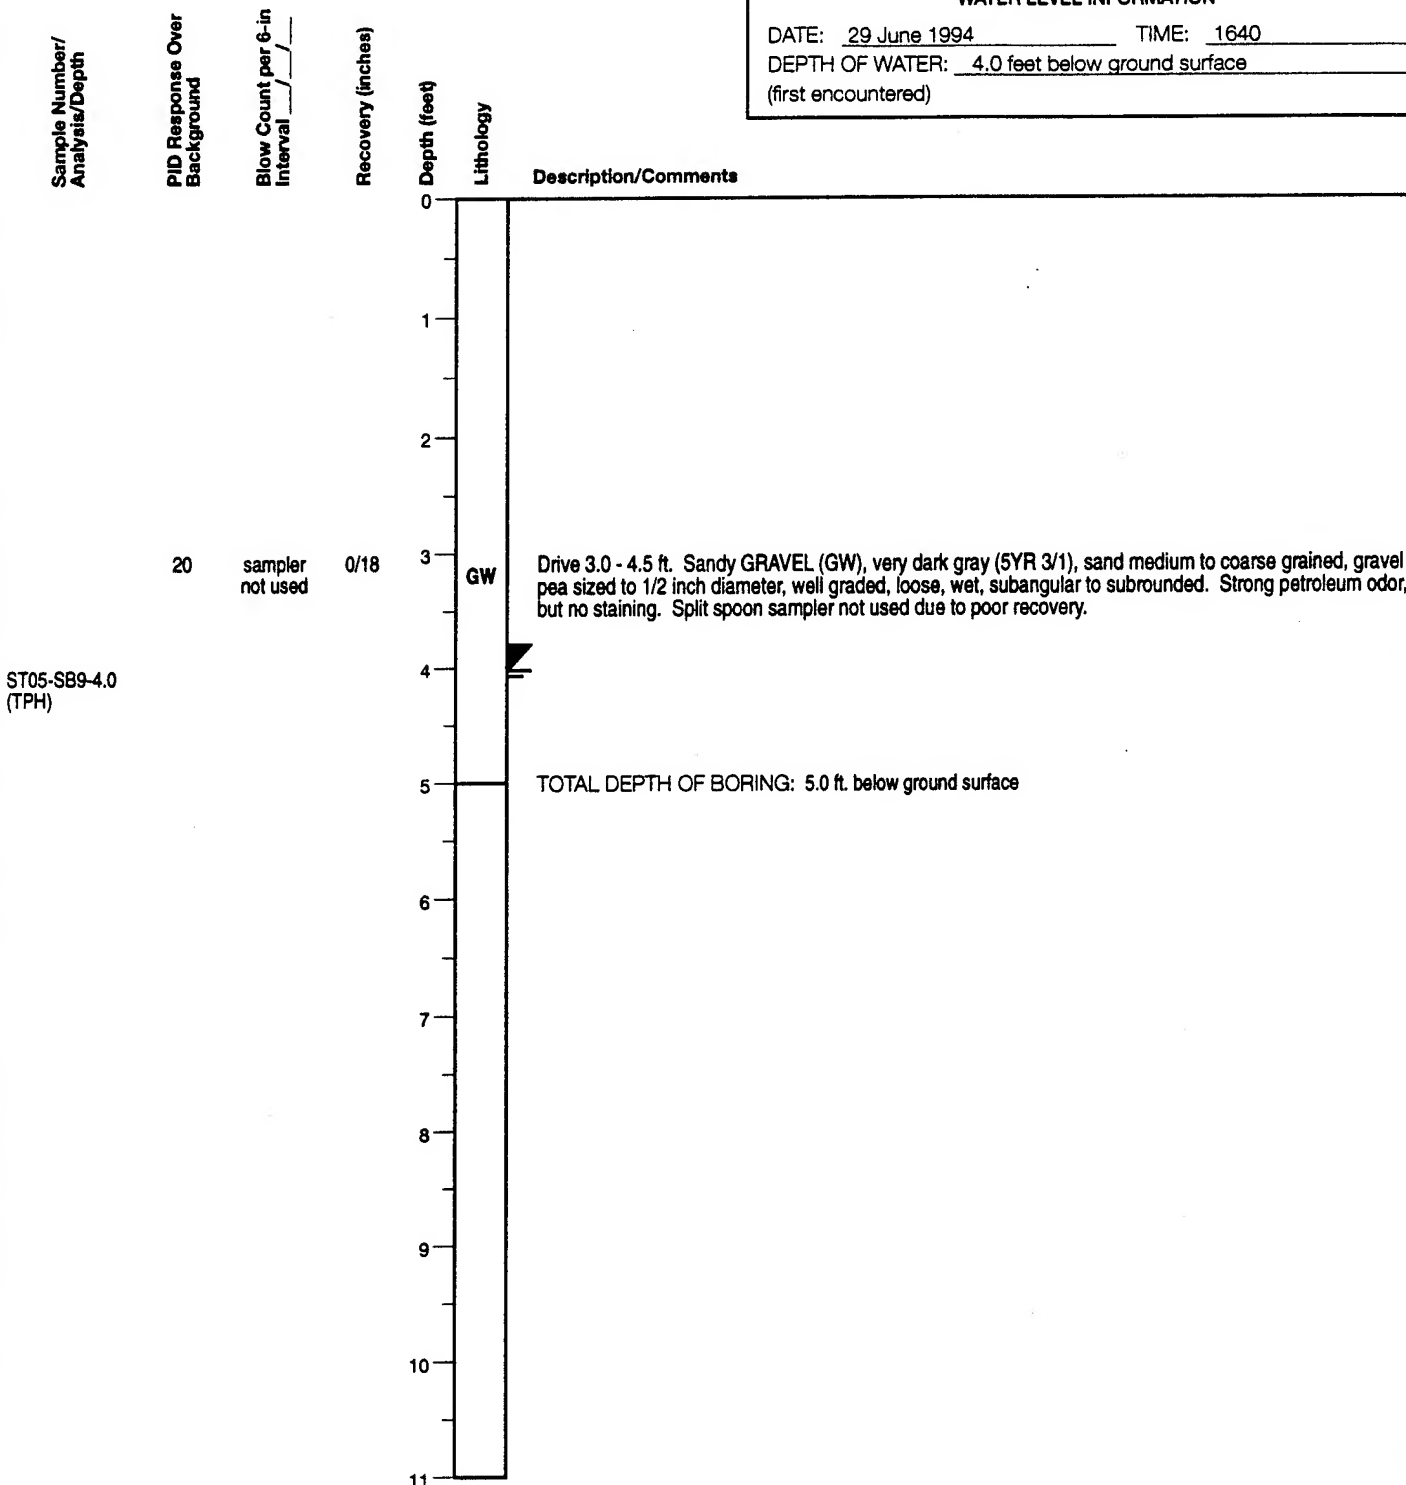 WATER LEVEL INFORMATION
DATE: 29 June 1994 TIME: 1640
DEPTH OF WATER: 4.0 feet below ground surface
(first encountered)
Sample Number/
Analysis/Depth
PID Response Over
Background
Blow Count per 6-in
Interval __/__/__
Recovery (inches)
Depth (feet)
Lithology
Description/Comments
0
1
2
20 sampler not used 0/18 3 GW
Drive 3.0 - 4.5 ft. Sandy GRAVEL (GW), very dark gray (5YR 3/1), sand medium to coarse grained, gravel
pea sized to 1/2 inch diameter, well graded, loose, wet, subangular to subrounded. Strong petroleum odor,
but no staining. Split spoon sampler not used due to poor recovery.
4
ST05-SB9-4.0
(TPH)
5 TOTAL DEPTH OF BORING: 5.0 ft. below ground surface
6
7
8
9
10
11